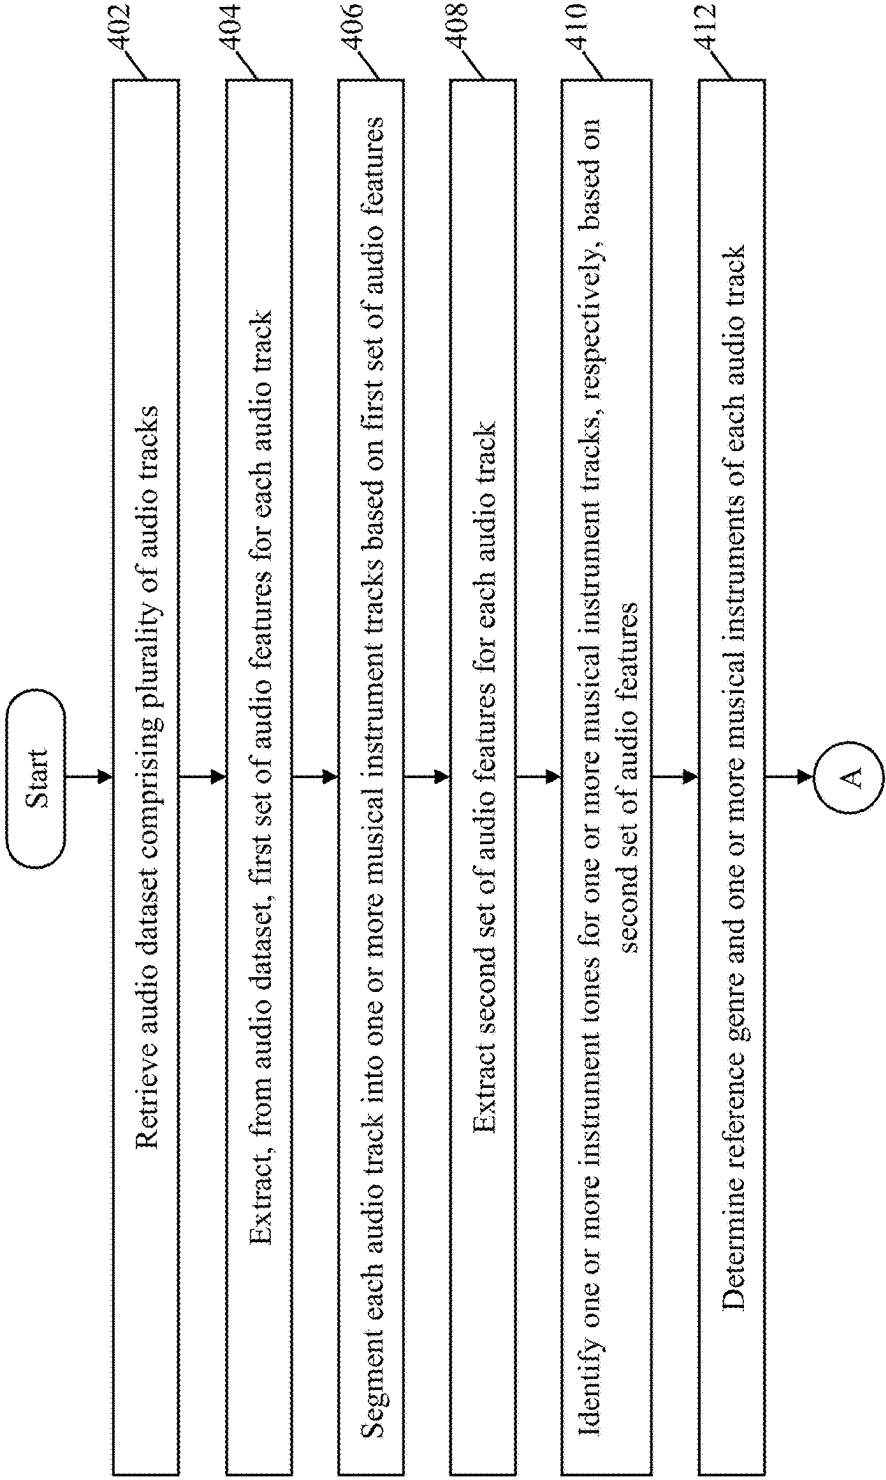 Start
402
Retrieve audio dataset comprising plurality of audio tracks
404
Extract, from audio dataset, first set of audio features for each audio track
406
Segment each audio track into one or more musical instrument tracks based on first set of audio features
408
Extract second set of audio features for each audio track
410
Identify one or more instrument tones for one or more musical instrument tracks, respectively, based on
second set of audio features
412
Determine reference genre and one or more musical instruments of each audio track
A